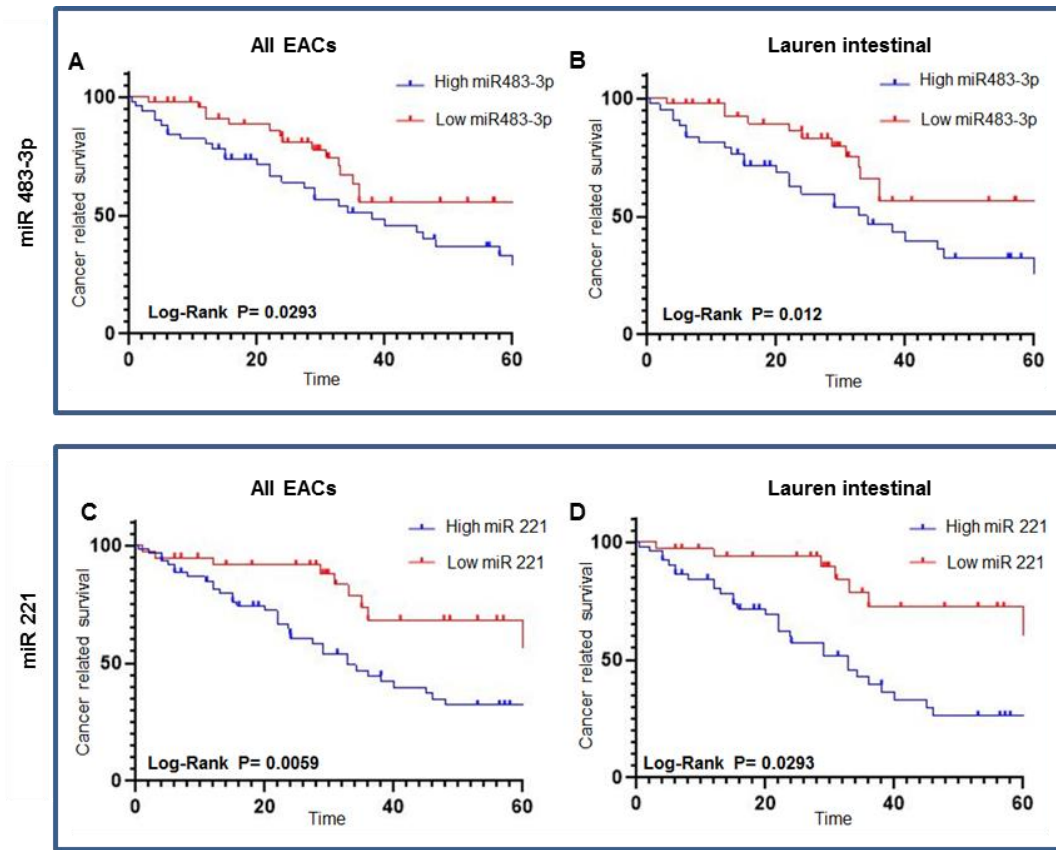 miR 483-3p
All EACs
A
High miR483-3p
Low miR483-3p
100
50
0
Cancer related survival
Log-Rank P= 0.0293
0 20 40 60
Time
Lauren intestinal
B
High miR483-3p
Low miR483-3p
100
50
0
Cancer related survival
Log-Rank P= 0.012
0 20 40 60
Time
miR 221
All EACs
C
High miR 221
Low miR 221
100
50
0
Cancer related survival
Log-Rank P= 0.0059
0 20 40 60
Time
Lauren intestinal
D
High miR 221
Low miR 221
100
50
0
Cancer related survival
Log-Rank P= 0.0293
0 20 40 60
Time